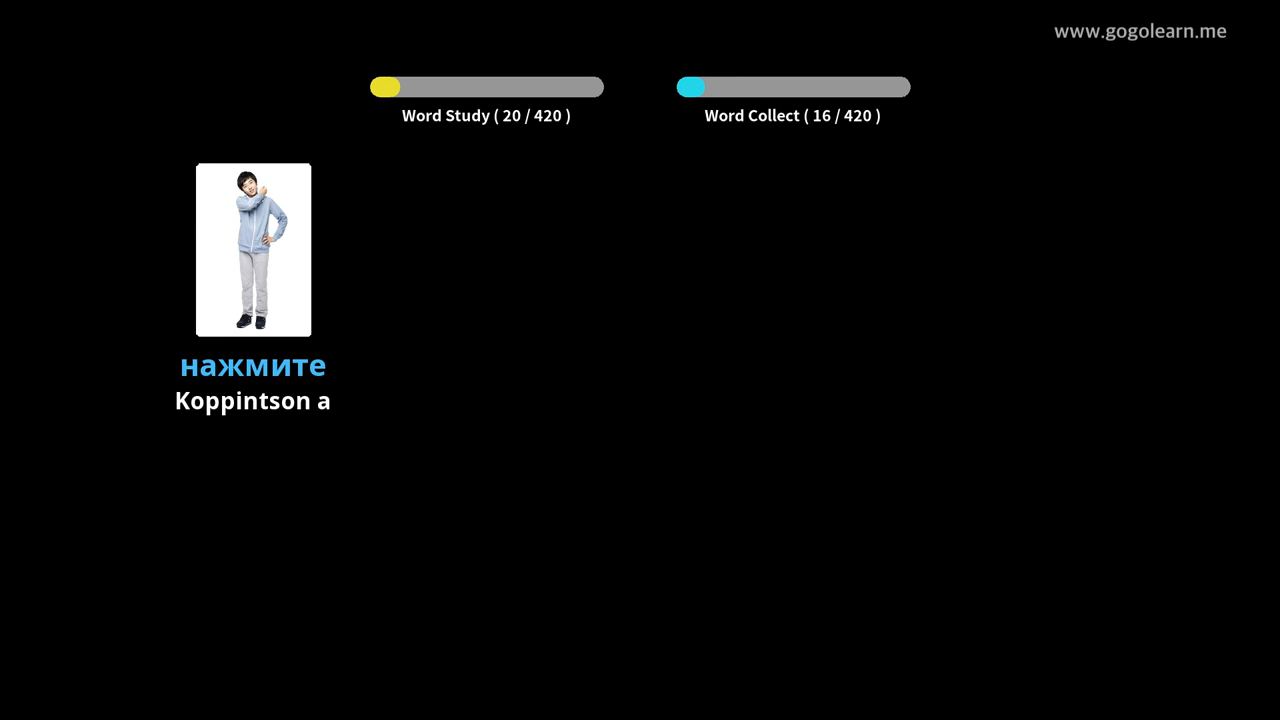 www.gogolearn.me
Word Study ( 20 / 420 )
Word Collect ( 16 / 420 )
нажмите
Koppintson a